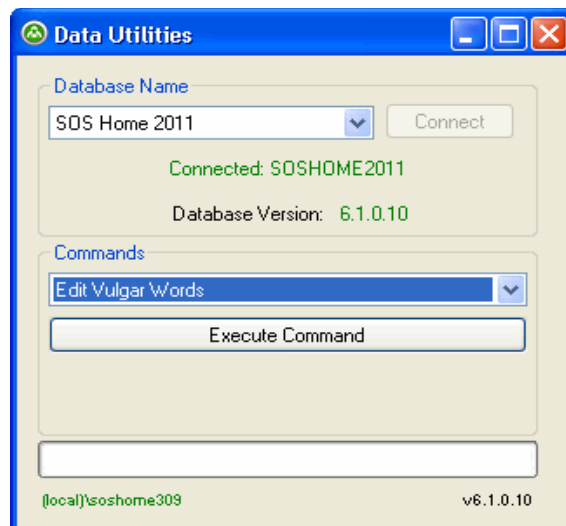 Data Utilities
Database Name
SOS Home 2011
Connect
Connected: SOSHOME2011
Database Version: 6.1.0.10
Commands
Edit Vulgar Words
Execute Command
(local)\soshome309 v6.1.0.10